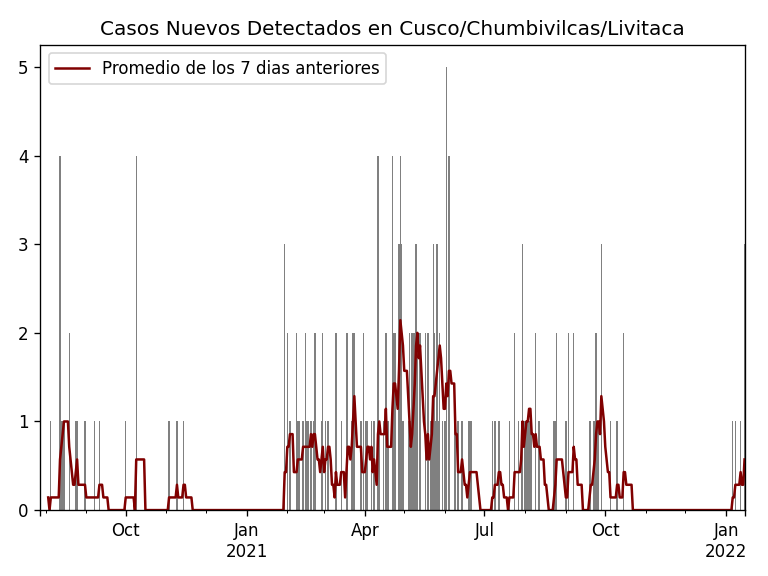 Casos Nuevos Detectados en Cusco/Chumbivilcas/Livitaca
Promedio de los 7 dias anteriores
5
4
3
2
1
0
Oct
Jan
2021
Apr
Jul
Oct
Jan
2022